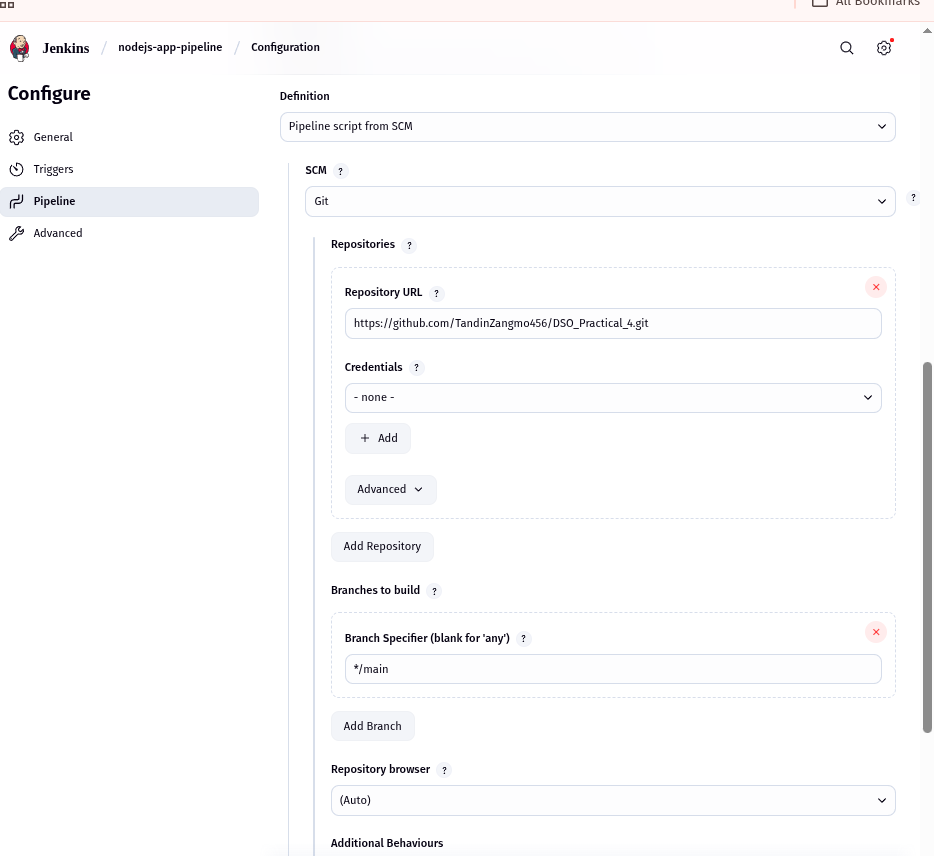 All Bookmarks
Jenkins / nodejs-app-pipeline / Configuration
Configure
General
Triggers
Pipeline
Advanced
Definition
Pipeline script from SCM
SCM ?
Git
?
Repositories ?
Repository URL ?
https://github.com/TandinZangmo456/DSO_Practical_4.git
Credentials ?
- none -
+ Add
Advanced
Add Repository
Branches to build ?
Branch Specifier (blank for 'any') ?
*/main
Add Branch
Repository browser ?
(Auto)
Additional Behaviours